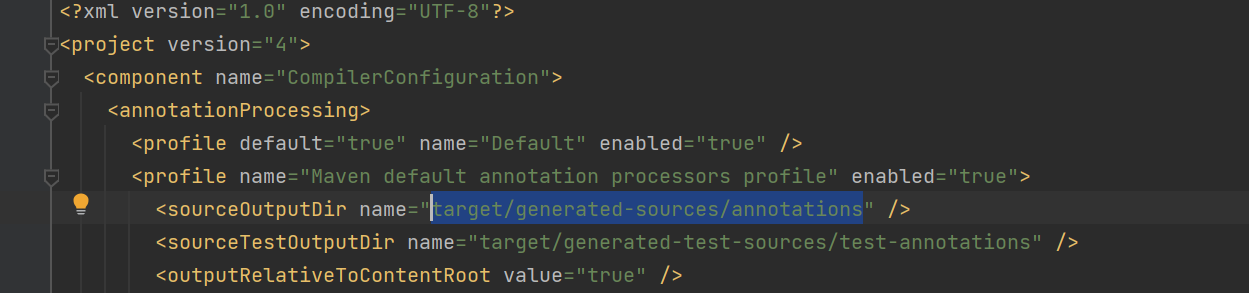 <?xml version="1.0" encoding="UTF-8"?>
<project version="4">
<component name="CompilerConfiguration">
<annotationProcessing>
<profile default="true" name="Default" enabled="true" />
<profile name="Maven default annotation processors profile" enabled="true">
<sourceOutputDir name="target/generated-sources/annotations" />
<sourceTestOutputDir name="target/generated-test-sources/test-annotations" />
<outputRelativeToContentRoot value="true" />